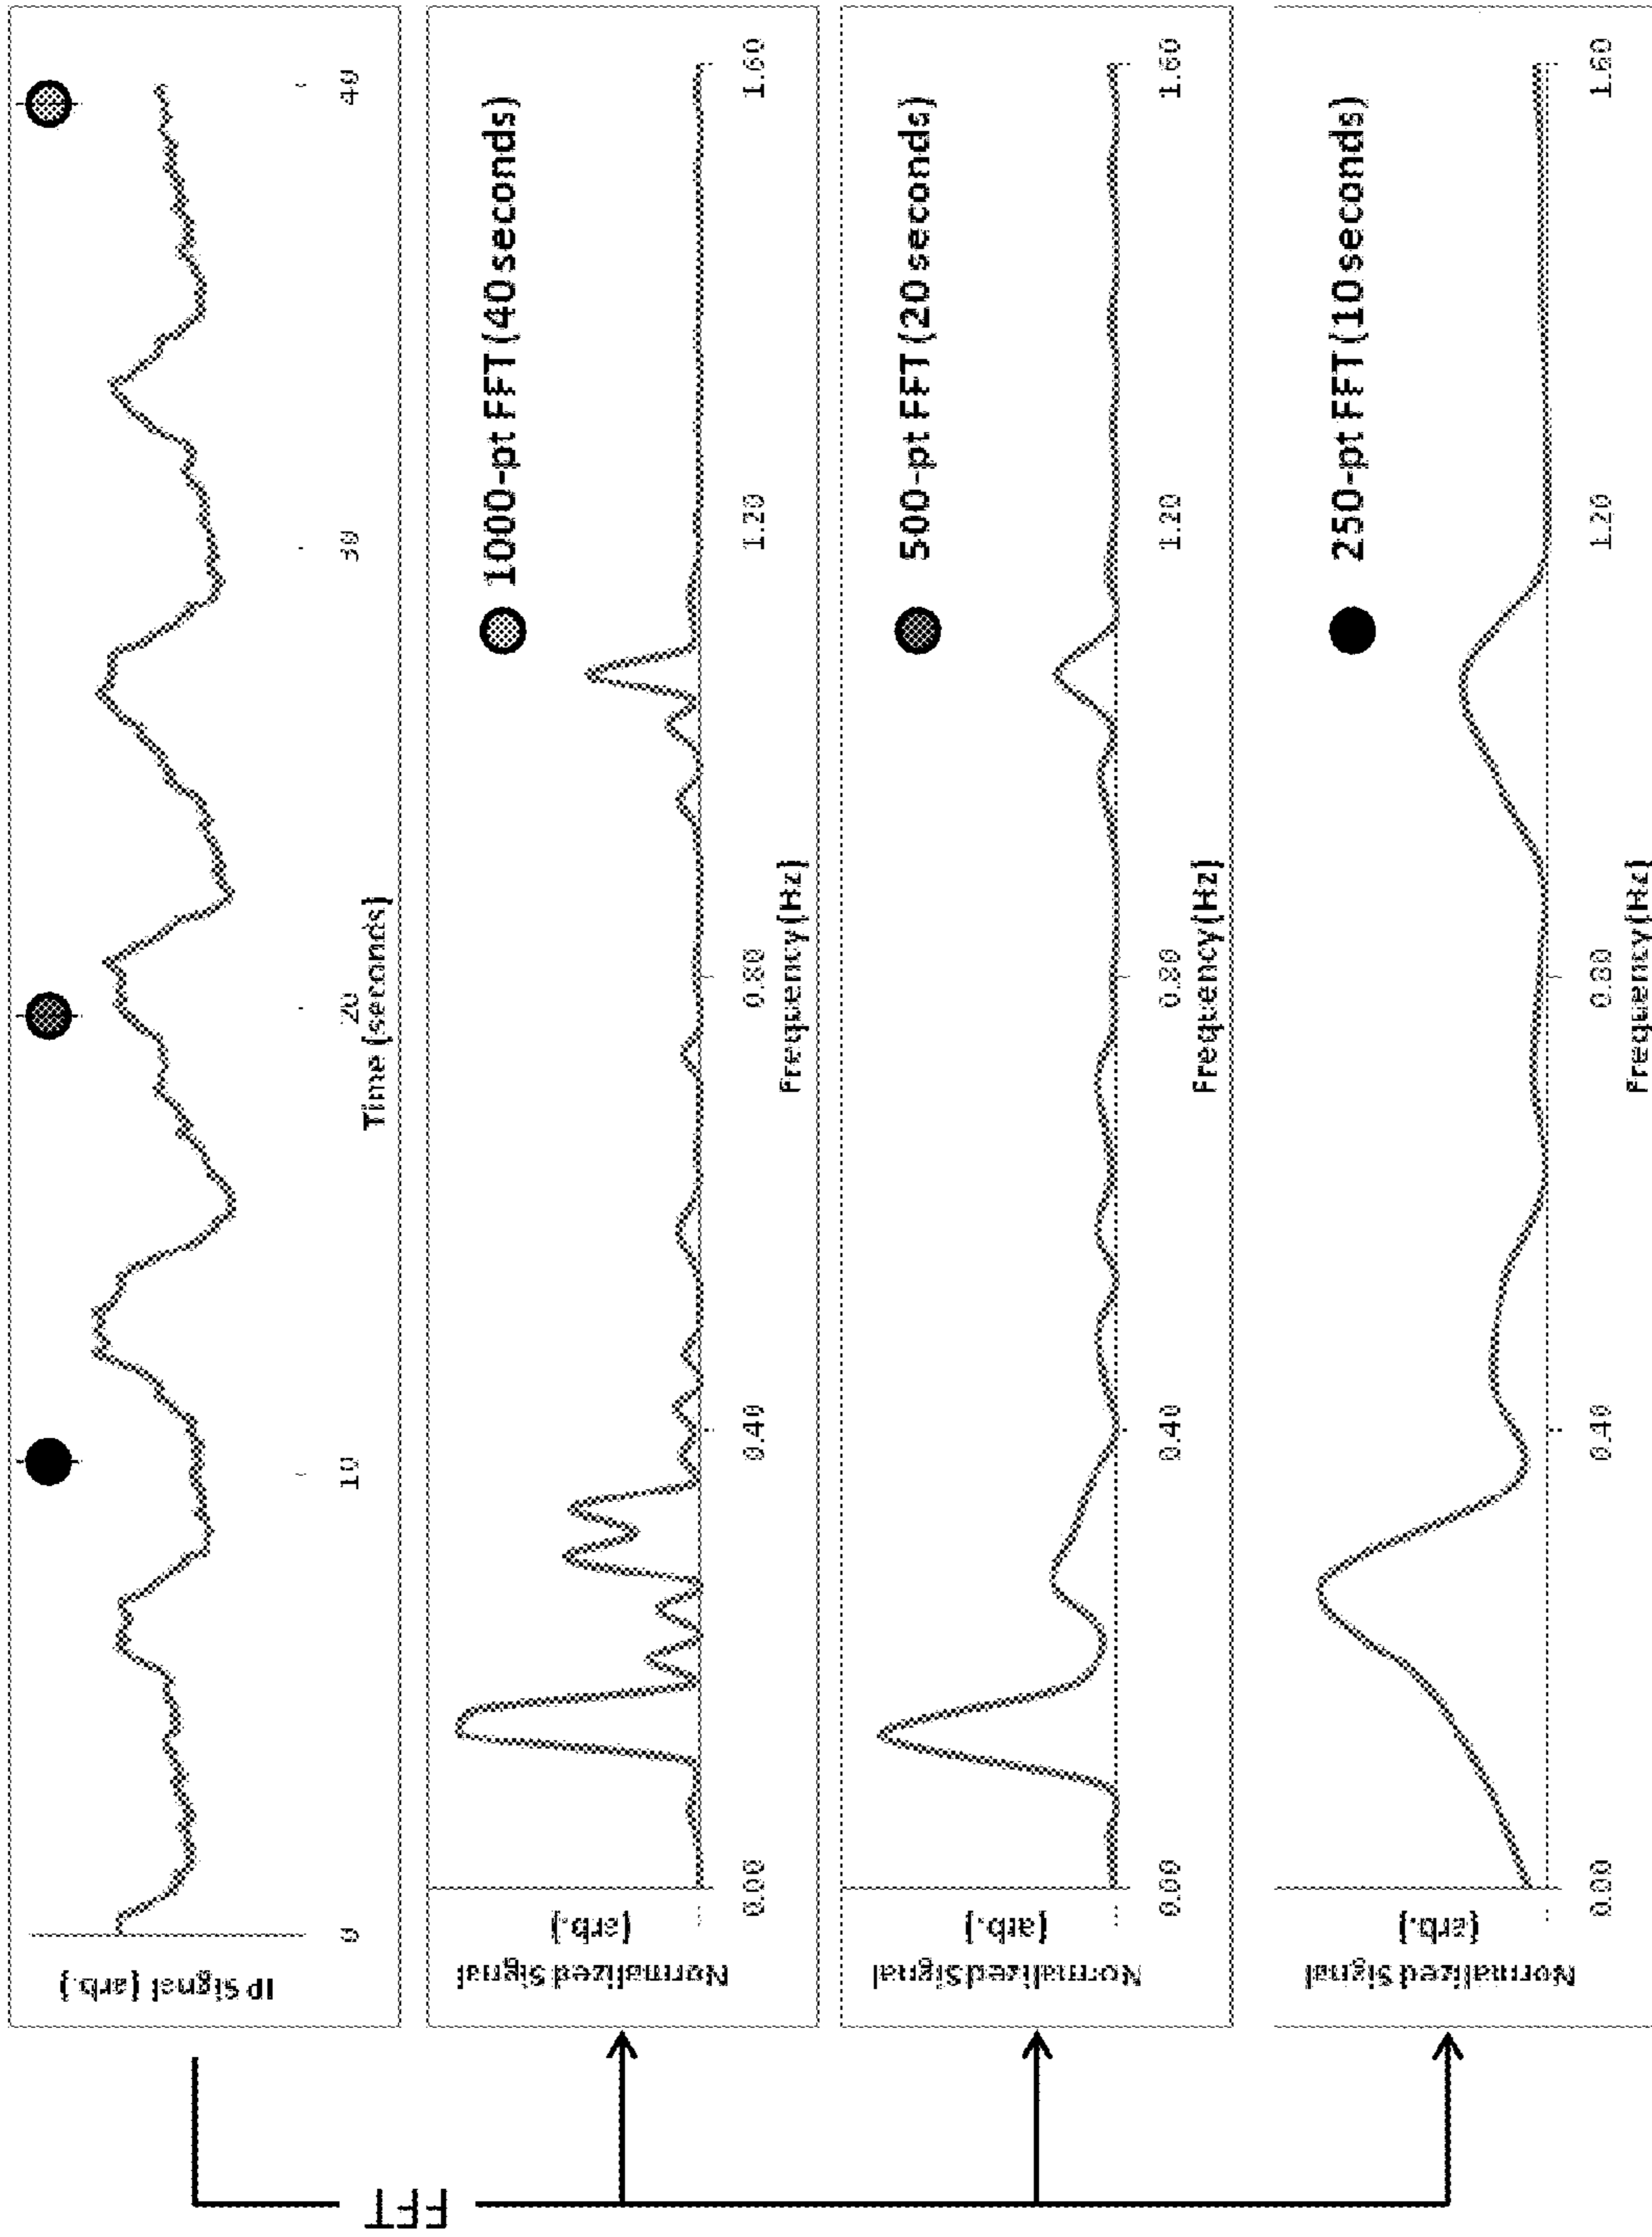 FFT
IP Signal (arb.)
0
10
20
30
40
Time (seconds)
Normalized Signal
(arb.)
1000-pt FFT (40 seconds)
0.00
0.40
0.80
1.20
1.60
Frequency (Hz)
Normalized Signal
(arb.)
500-pt FFT (20 seconds)
0.00
0.40
0.80
1.20
1.60
Frequency (Hz)
Normalized Signal
(arb.)
250-pt FFT (10 seconds)
0.00
0.40
0.80
1.20
1.60
Frequency (Hz)